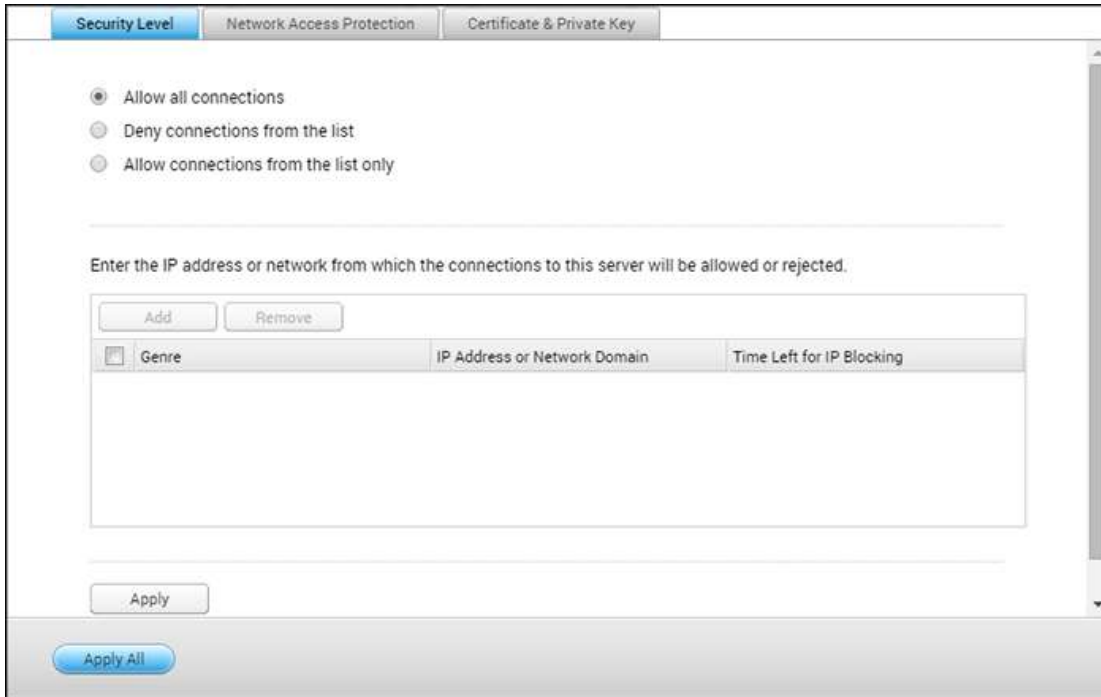 Security Level Network Access Protection Certificate & Private Key
Allow all connections
Deny connections from the list
Allow connections from the list only
Enter the IP address or network from which the connections to this server will be allowed or rejected.
Add Remove
Genre IP Address or Network Domain Time Left for IP Blocking
Apply
Apply All